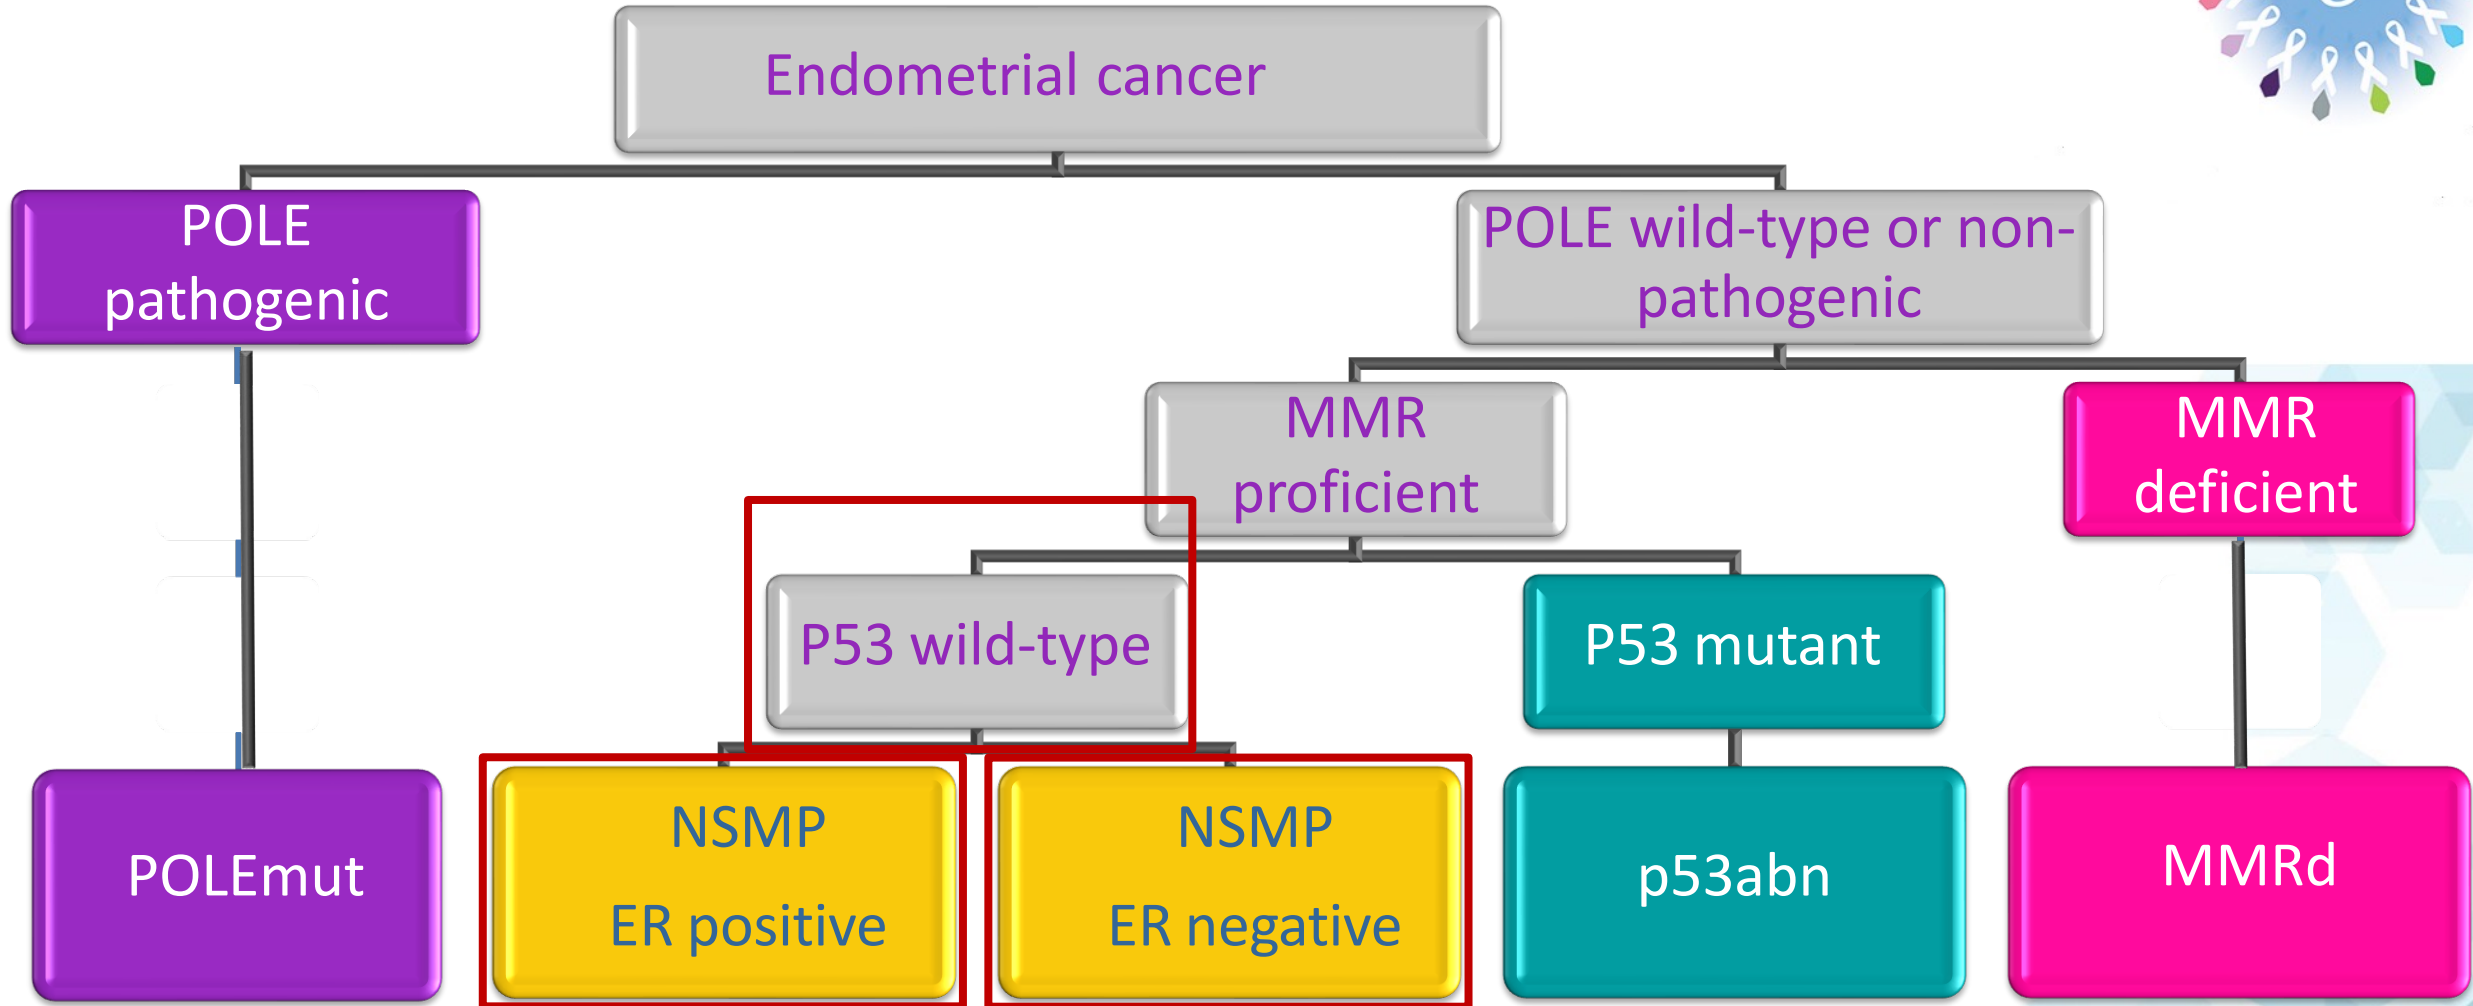 Endometrial cancer
POLE
pathogenic
POLE wild-type or non-
pathogenic
MMR
proficient
MMR
deficient
P53 wild-type
P53 mutant
POLEmut
NSMP
ER positive
NSMP
ER negative
p53abn
MMRd